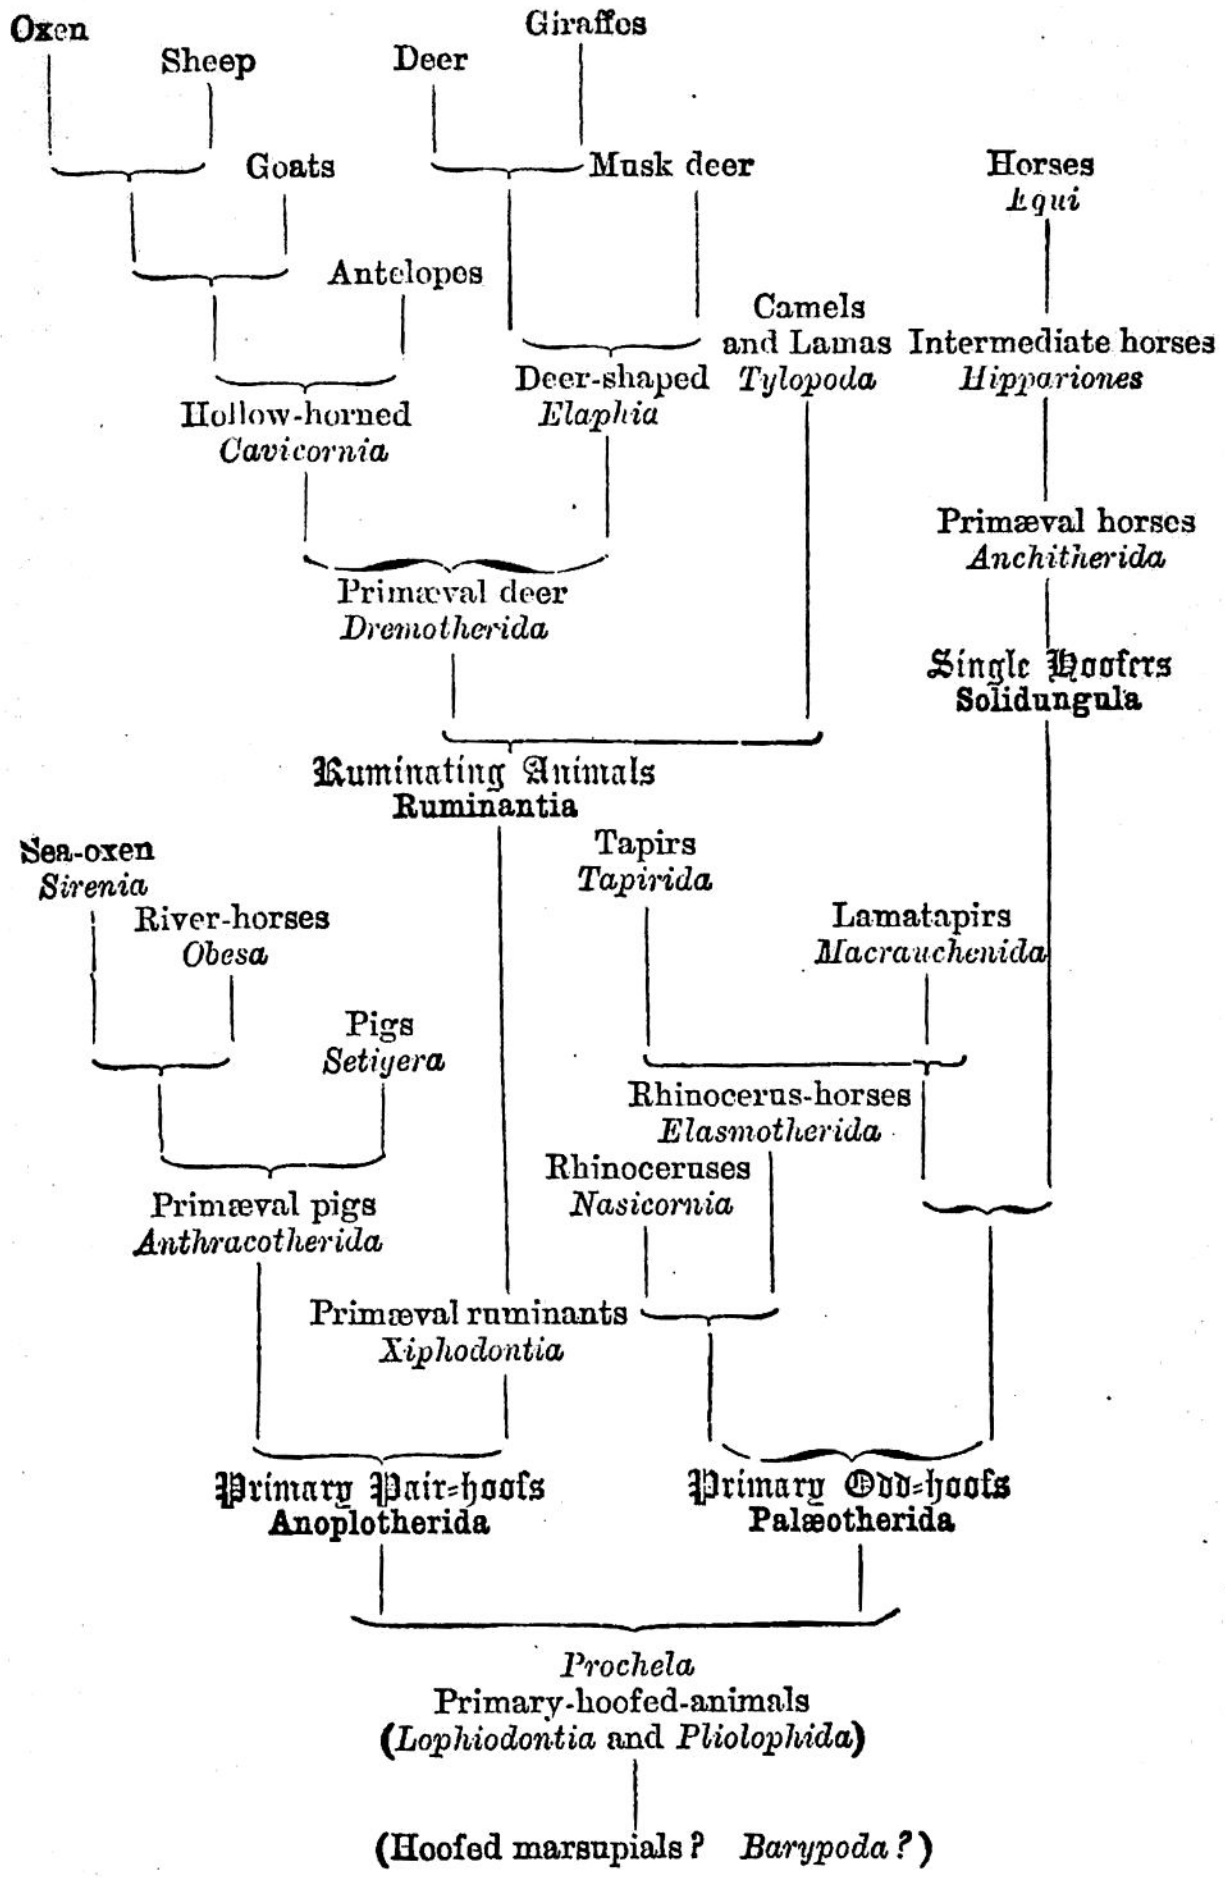 Oxen
Sheep
Deer
Giraffes
Goats
Musk deer
Horses
Equi
Antelopes
Camels
and Lamas
Tylopoda
Intermediate horses
Hippariones
Deer-shaped
Elaphia
Hollow-horned
Cavicornia
Primæval horses
Anchitherida
Primæval deer
Dremotherida
Single Hoofers
Solidungula
Ruminating Animals
Ruminantia
Sea-oxen
Sirenia
Tapirs
Tapirida
River-horses
Obesa
Lamatapirs
Macrauchenida
Pigs
Setigera
Rhinocerus-horses
Elasmotherida
Rhinoceruses
Nasicornia
Primæval pigs
Anthracotherida
Primæval ruminants
Xiphodontia
Primary Pair-hoofs
Anoplotherida
Primary Odd-hoofs
Palæotherida
Prochela
Primary-hoofed-animals
(Lophiodontia and Pliolophida)
(Hoofed marsupials? Barypoda?)